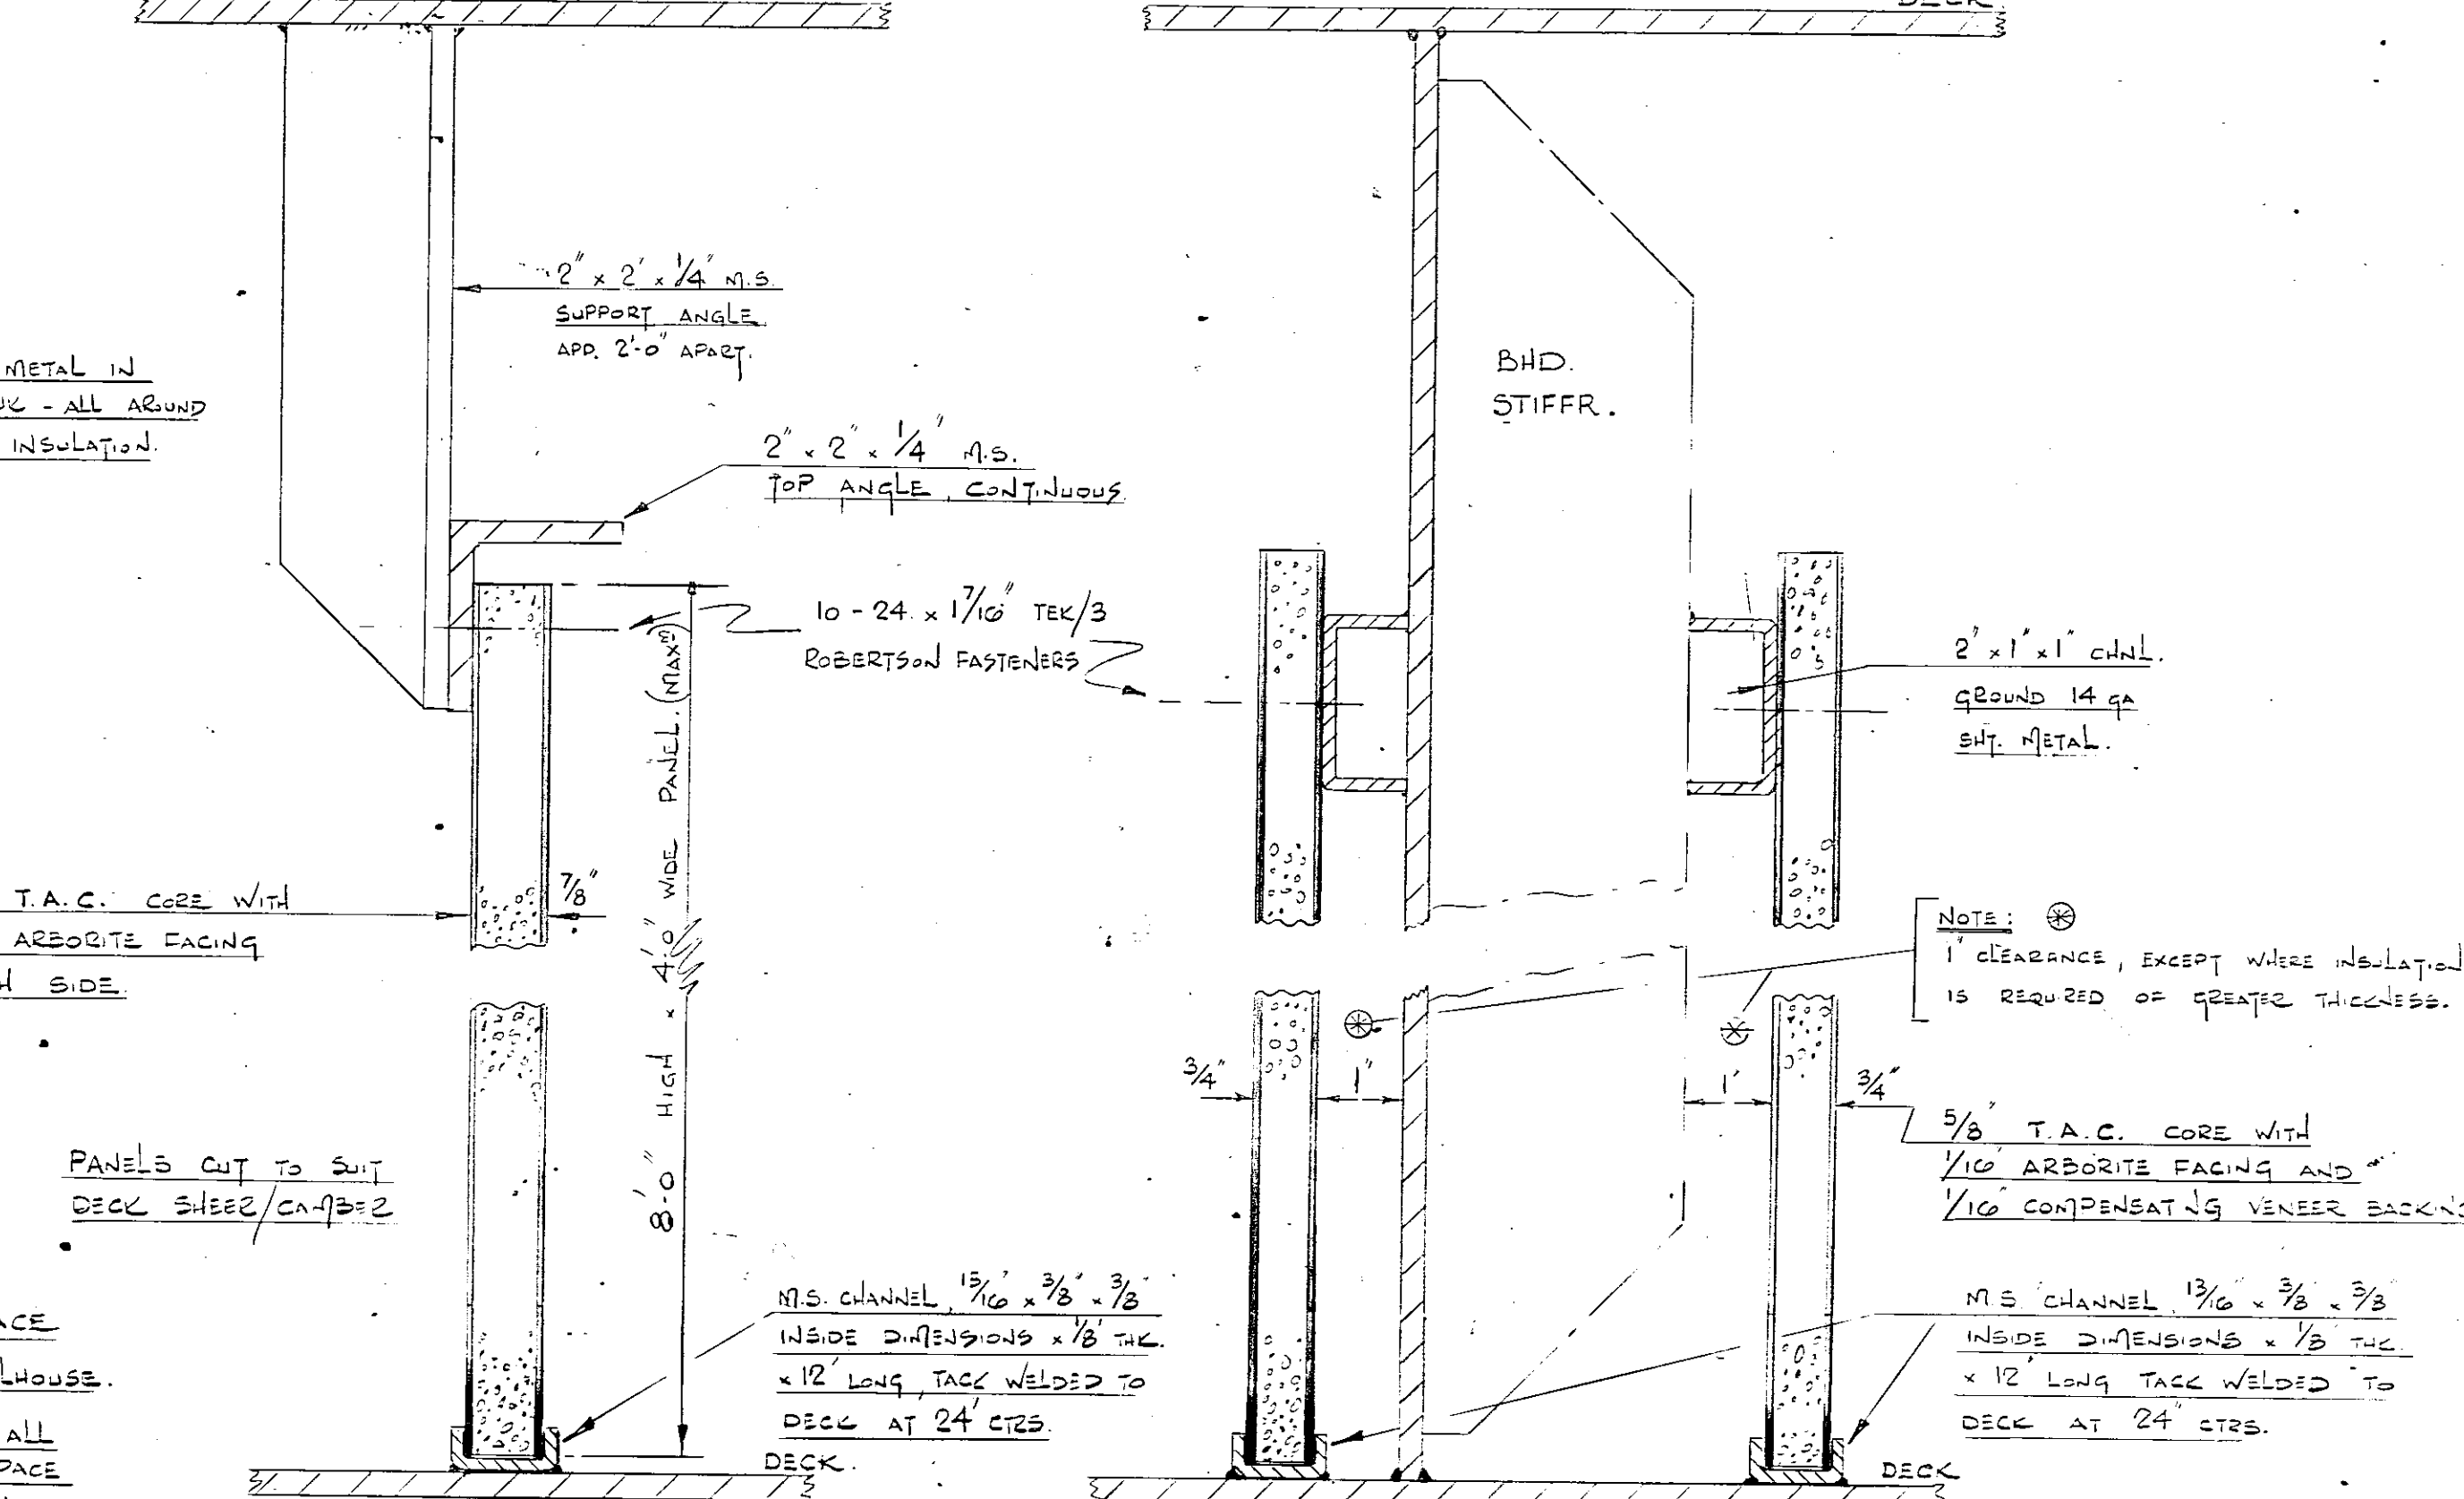 DECK
2" x 2' x 1/4" M.S.
SUPPORT ANGLE
APP. 2'-0" APART.
METAL IN
- ALL AROUND
INSULATION.
2" x 2" x 1/4" M.S.
TOP ANGLE, CONTINUOUS
BHD.
STIFFR.
10 - 24 x 1 7/16" TEK/3
ROBERTSON FASTENERS
2" x 1" x 1" CHNL.
GROUND 14 GA
SHT. METAL.
8'-0" HIGH x 4'-0" WIDE PANEL. (MAXM)
T.A.C. CORE WITH
ARBORITE FACING
SIDE.
7/8"
NOTE: ⊛
1" CLEARANCE, EXCEPT WHERE INSULATION
IS REQUIRED OF GREATER THICKNESS.
3/4"
1"
1'
3/4"
5/8" T.A.C. CORE WITH
1/16" ARBORITE FACING AND
1/16" COMPENSATING VENEER BACKING
PANELS CUT TO SUIT
DECK SHEER/CAMBER
M.S. CHANNEL, 15/16" x 3/8" x 3/8"
INSIDE DIMENSIONS x 1/8" THK.
x 12" LONG, TACK WELDED TO
DECK AT 24" CTRS.
DECK.
M.S. CHANNEL, 13/16" x 3/8" x 3/8"
INSIDE DIMENSIONS x 1/8" THK.
x 12" LONG TACK WELDED TO
DECK AT 24" CTRS.
DECK
ALL